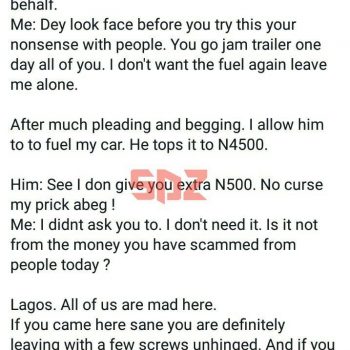 behalf.
Me: Dey look face before you try this your
nonsense with people. You go jam trailer one
day all of you. I don't want the fuel again leave
me alone.
After much pleading and begging. I allow him
to to fuel my car. He tops it to N4500.
Him: See I don give you extra N500. No curse
my prick abeg !
Me: I didnt ask you to. I don't need it. Is it not
from the money you have scammed from
people today ?
SDZ
Lagos. All of us are mad here.
If you came here sane you are definitely
leaving with a few screws unhinged. And if you